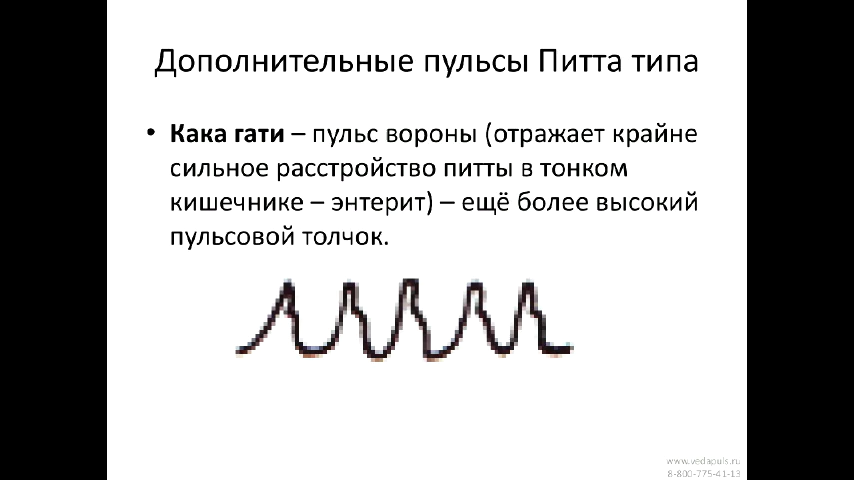 Дополнительные пульсы Питта типа
• Кака гати – пульс вороны (отражает крайне
сильное расстройство питты в тонком
кишечнике – энтерит) – ещё более высокий
пульсовой толчок.
www.vedapuls.ru
8-800-775-41-13